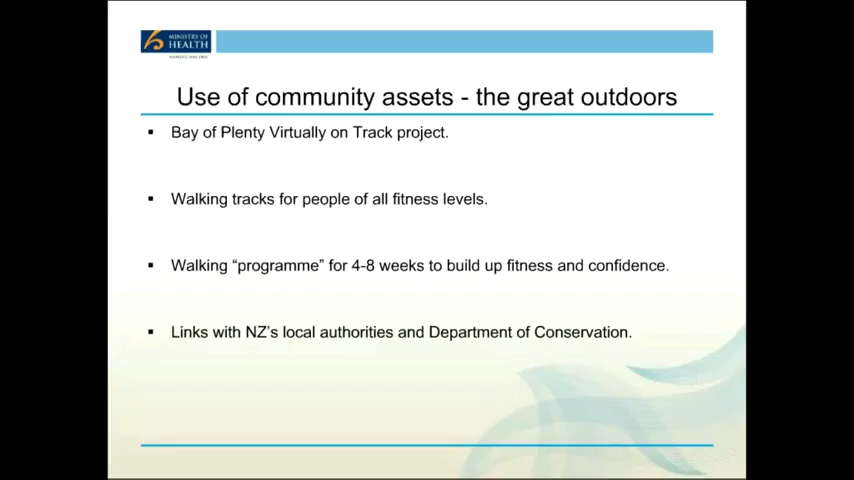 MINISTRY OF
HEALTH
Use of community assets - the great outdoors
▪ Bay of Plenty Virtually on Track project.
▪ Walking tracks for people of all fitness levels.
▪ Walking “programme” for 4-8 weeks to build up fitness and confidence.
▪ Links with NZ’s local authorities and Department of Conservation.